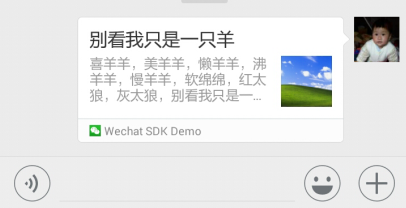 别看我只是一只羊
喜羊羊，美羊羊，懒羊羊，沸
羊羊，慢羊羊，软绵绵，红太
狼，灰太狼，别看我只是一...
Wechat SDK Demo